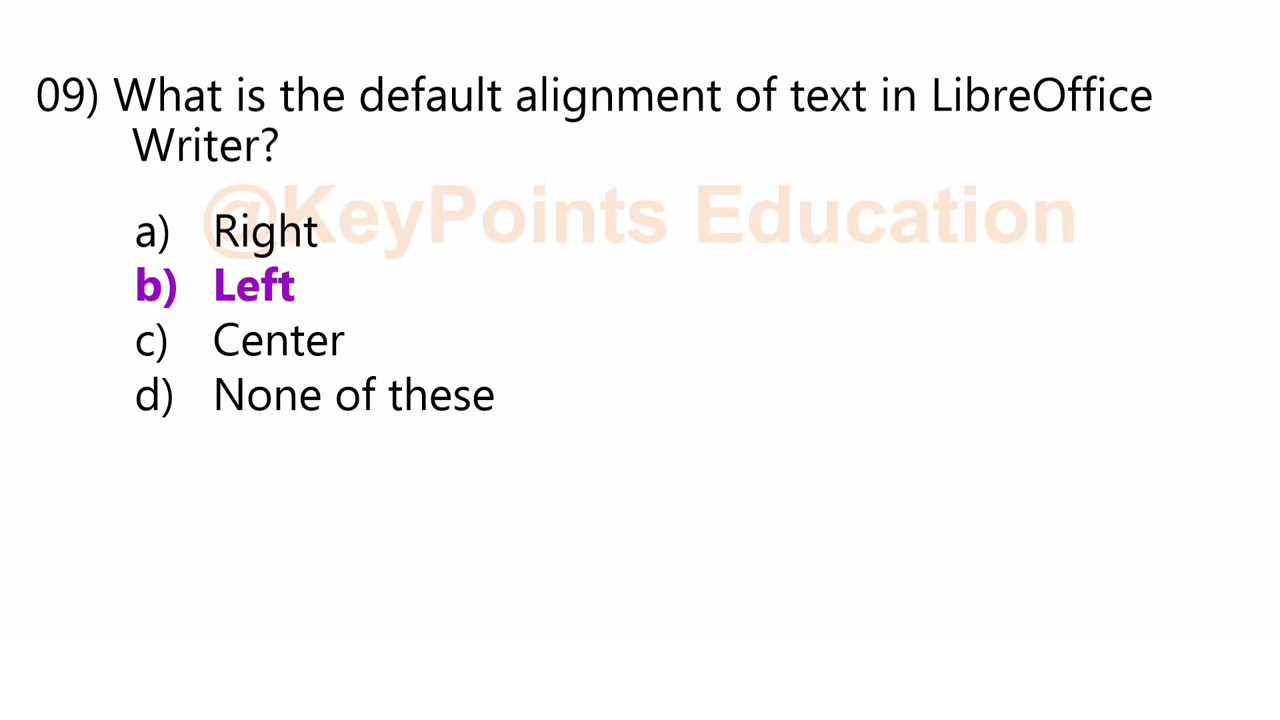 09) What is the default alignment of text in LibreOffice
Writer?
@KeyPoints Education
a) Right
b) Left
c) Center
d) None of these